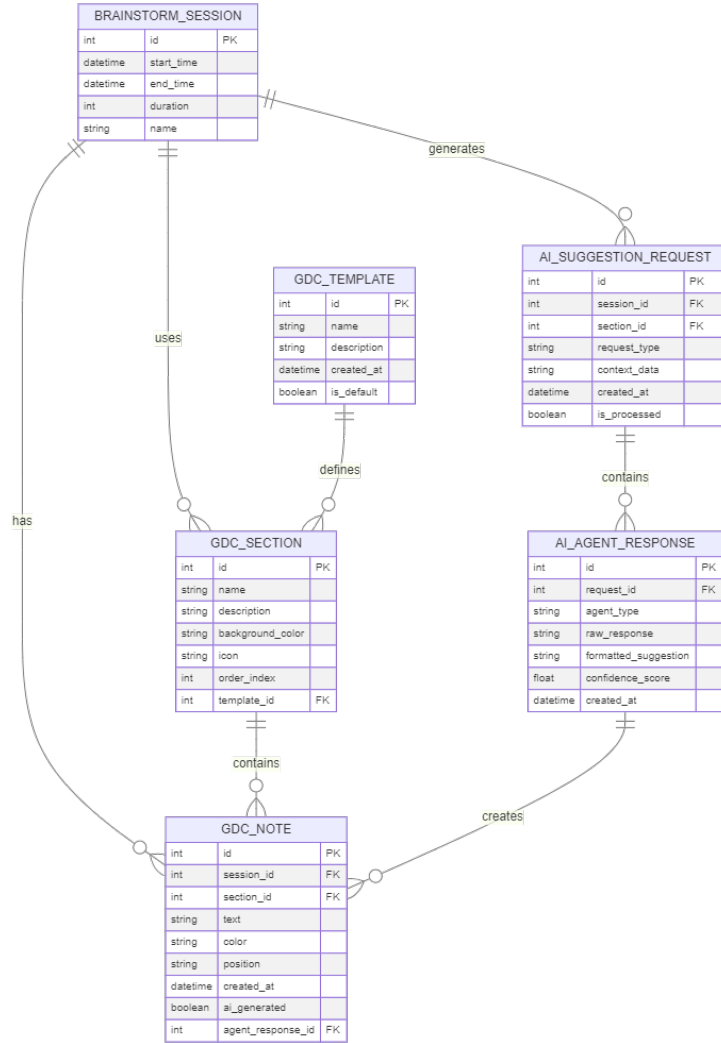 BRAINSTORM_SESSION
int id PK
datetime start_time
datetime end_time
int duration
string name
generates
AI_SUGGESTION_REQUEST
int id PK
int session_id FK
int section_id FK
string request_type
string context_data
datetime created_at
boolean is_processed
GDC_TEMPLATE
int id PK
string name
string description
datetime created_at
boolean is_default
uses
defines
contains
has
GDC_SECTION
int id PK
string name
string description
string background_color
string icon
int order_index
int template_id FK
AI_AGENT_RESPONSE
int id PK
int request_id FK
string agent_type
string raw_response
string formatted_suggestion
float confidence_score
datetime created_at
contains
creates
GDC_NOTE
int id PK
int session_id FK
int section_id FK
string text
string color
string position
datetime created_at
boolean ai_generated
int agent_response_id FK